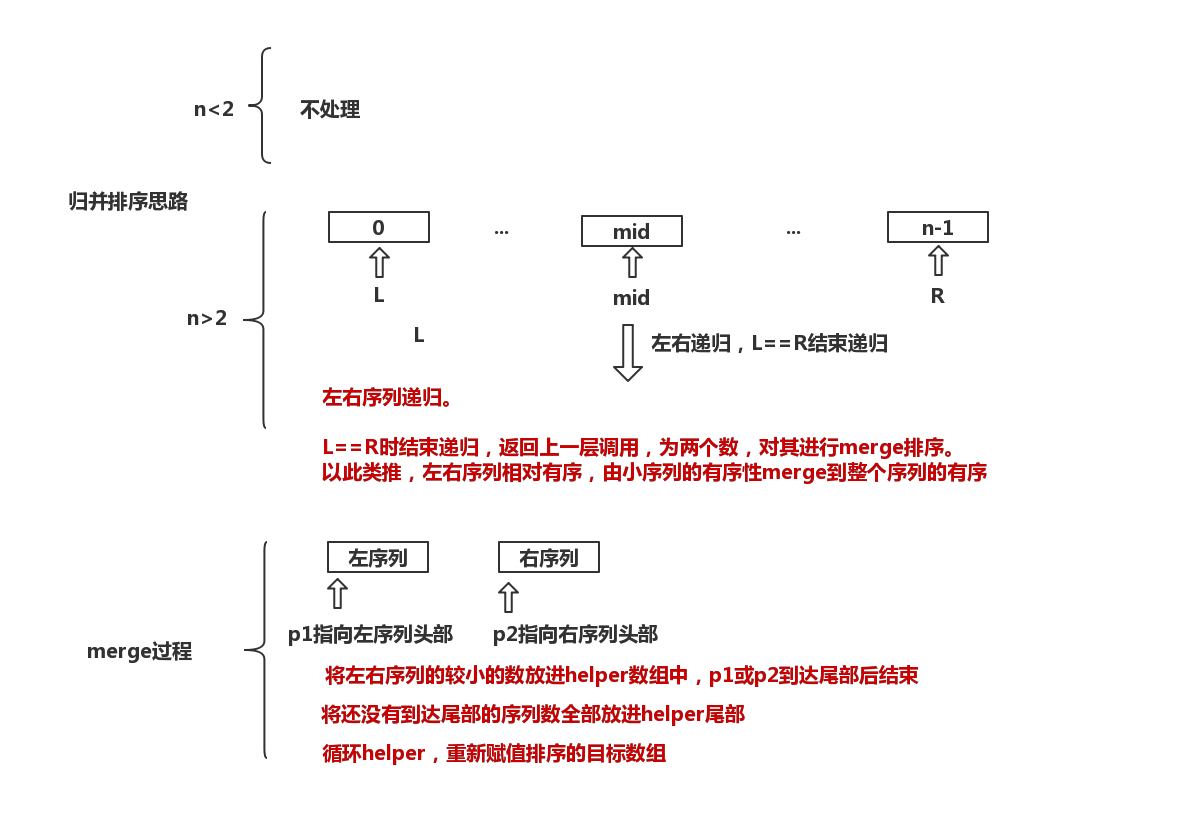 n<2
不处理
归并排序思路
0
...
mid
...
n-1
L
mid
R
n>2
L
左右递归，L==R结束递归
左右序列递归。
L==R时结束递归，返回上一层调用，为两个数，对其进行merge排序。
以此类推，左右序列相对有序，由小序列的有序性merge到整个序列的有序
左序列
右序列
p1指向左序列头部
p2指向右序列头部
merge过程
将左右序列的较小的数放进helper数组中，p1或p2到达尾部后结束
将还没有到达尾部的序列数全部放进helper尾部
循环helper，重新赋值排序的目标数组